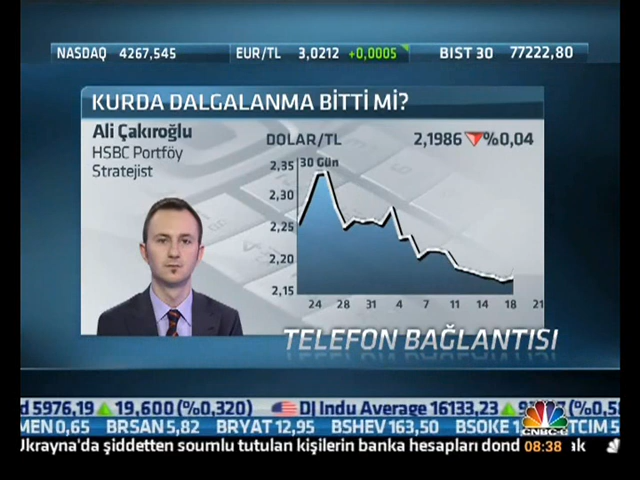 NASDAQ 4267,545 EUR/TL 3,0212 +0,0005 BIST 30 77222,80
KURDA DALGALANMA BİTTİ Mİ?
Ali Çakıroğlu
HSBC Portföy
Stratejist
DOLAR/TL 2,1986 %0,04
30 Gün
2,35
2,30
2,25
2,20
2,15
24 28 31 4 7 11 14 18 21
TELEFON BAĞLANTISI
5976,19 19,600 (%0,320) DJ Indu Average 16133,23
0,65 BRSAN 5,82 BRYAT 12,95 BSHEV 163,50 BSOKE
CNBC-e
Ukrayna'da şiddetten soumlu tutulan kişilerin banka hesapları dond 08:38